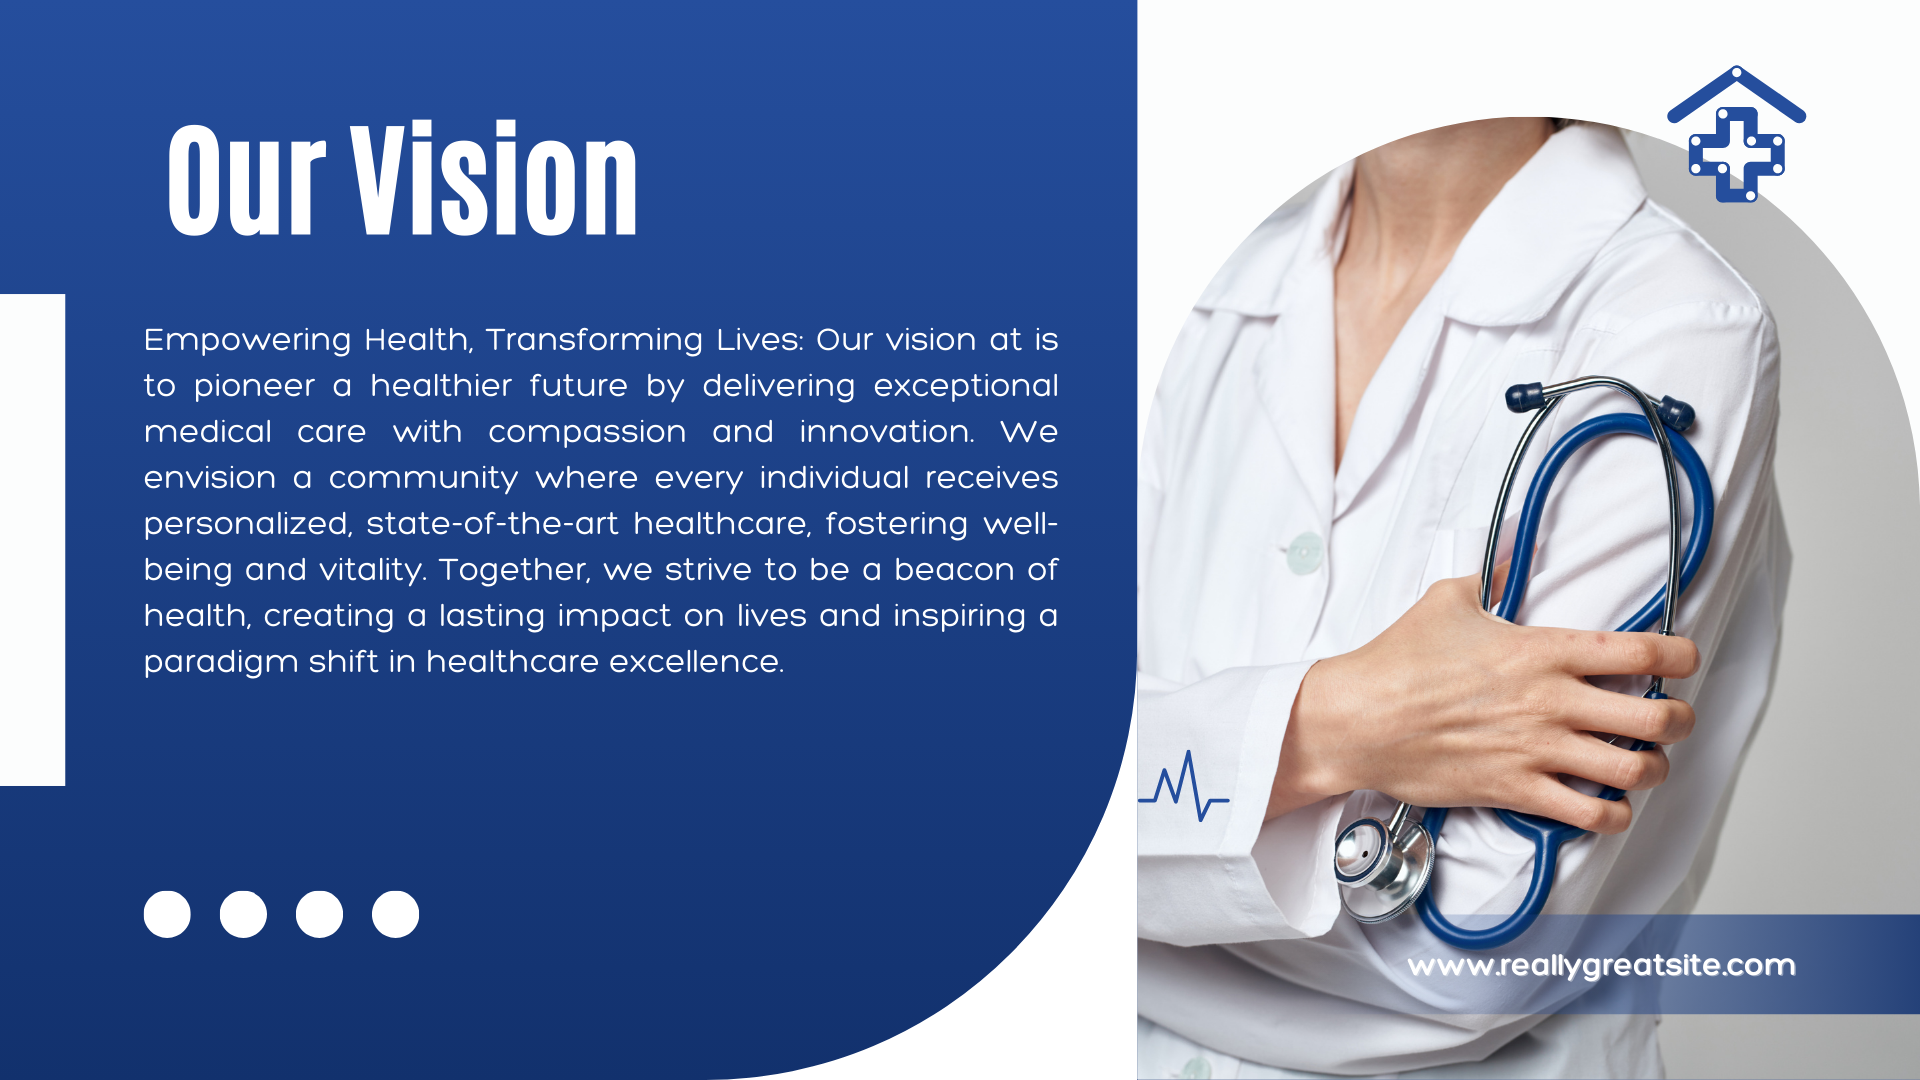 Our Vision
Empowering Health, Transforming Lives: Our vision at is
to pioneer a healthier future by delivering exceptional
medical care with compassion and innovation. We
envision a community where every individual receives
personalized, state-of-the-art healthcare, fostering well-
being and vitality. Together, we strive to be a beacon of
health, creating a lasting impact on lives and inspiring a
paradigm shift in healthcare excellence.
www.reallygreatsite.com